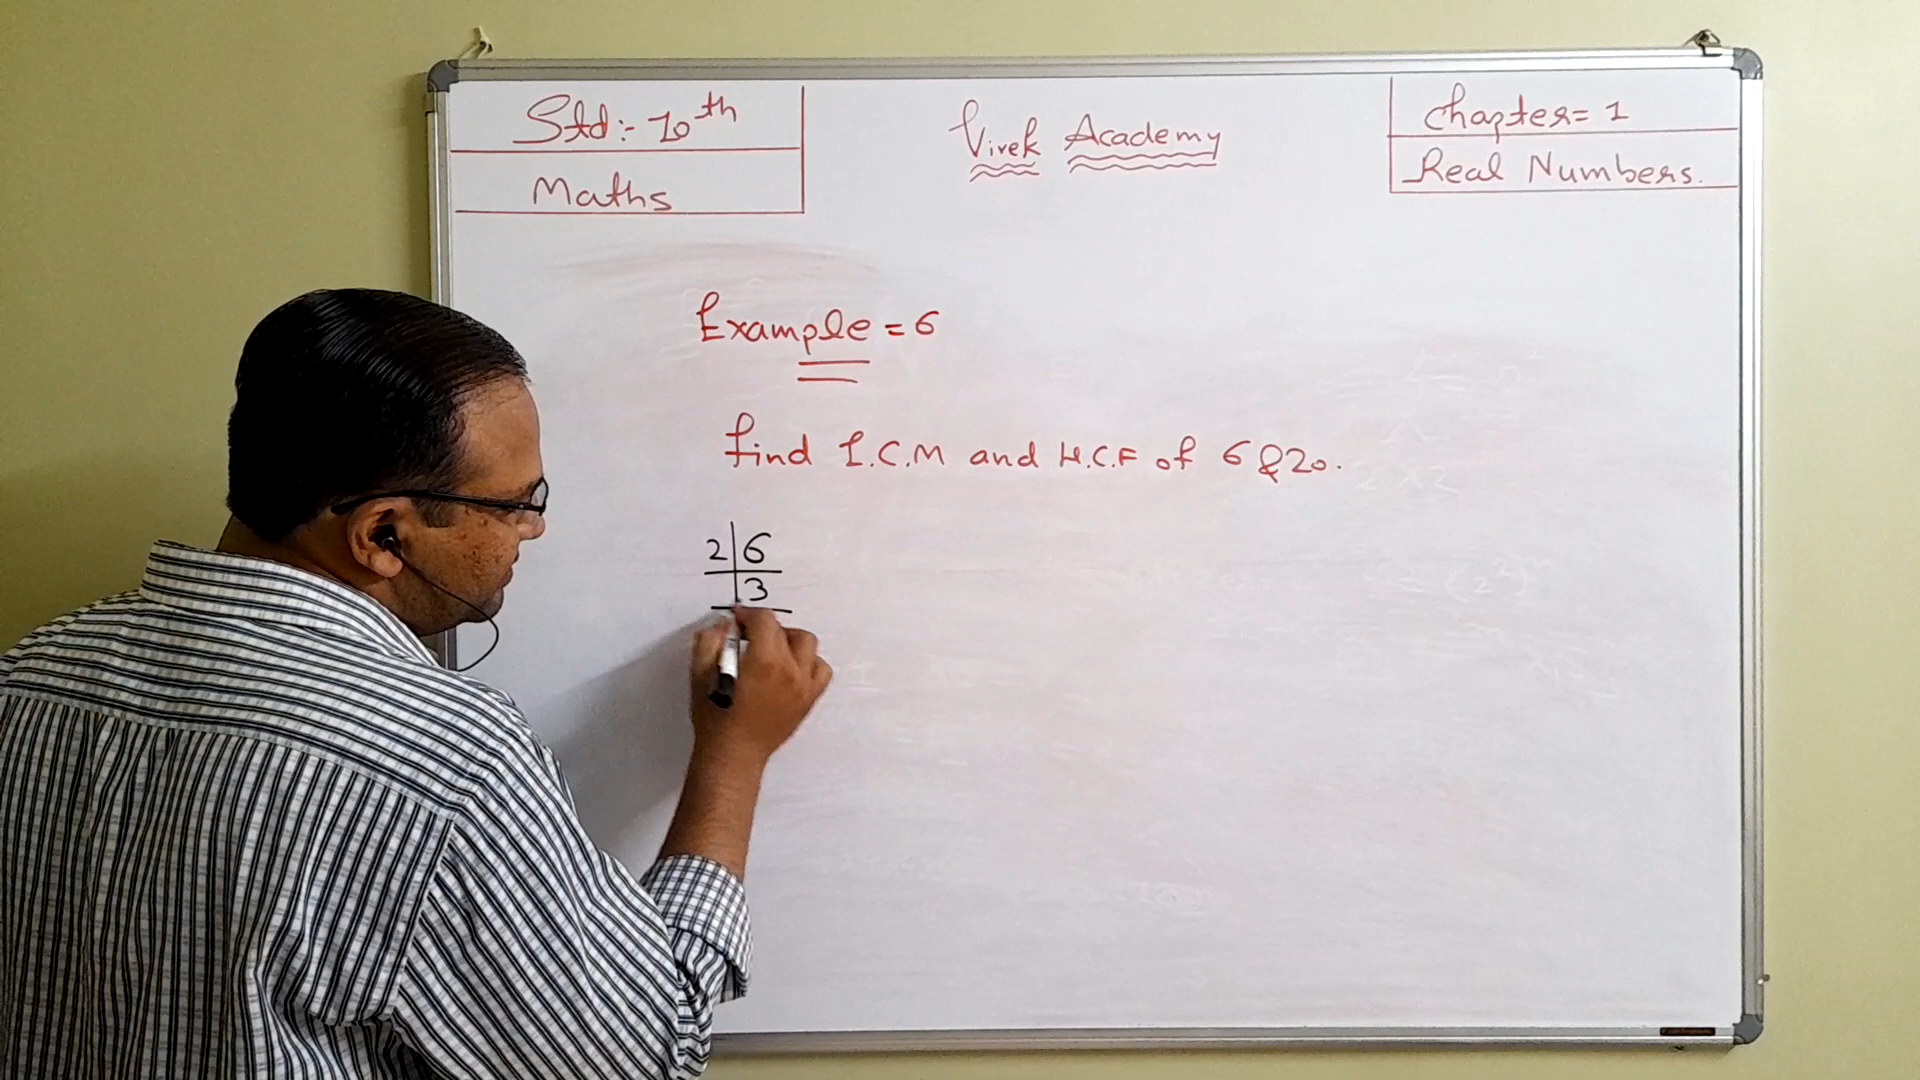 Std:- 10th
Maths
Vivek Academy
Chapter= 1
Real Numbers.
Example = 6
find L.C.M and H.C.F of 6 & 20.
2 6
3